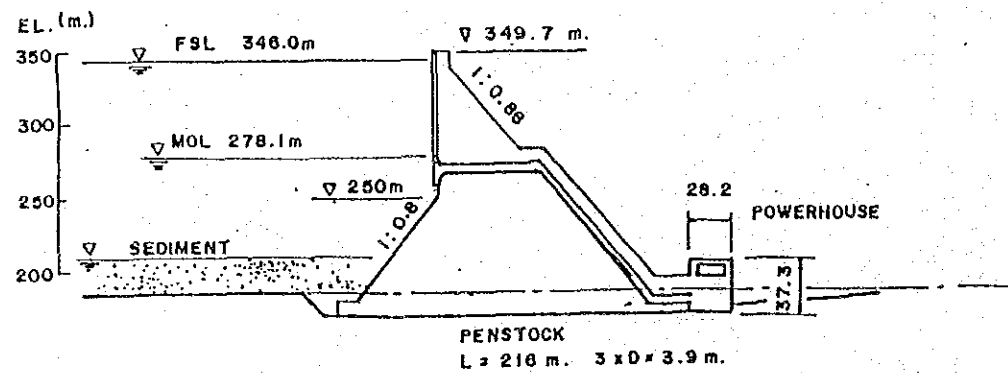 EL. (m.)
FSL 346.0m
349.7 m.
350
1:0.88
300
MOL 278.1m
250m
250
1:0.8
28.2
POWERHOUSE
SEDIMENT
200
37.3
PENSTOCK
L = 216 m. 3 x D = 3.9 m.